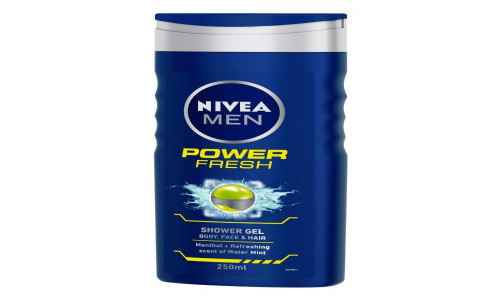 NIVEA
MEN
POWER
FRESH
SHOWER GEL
BODY, FACE & HAIR
Menthol + Refreshing
scent of Water Mint
250ml